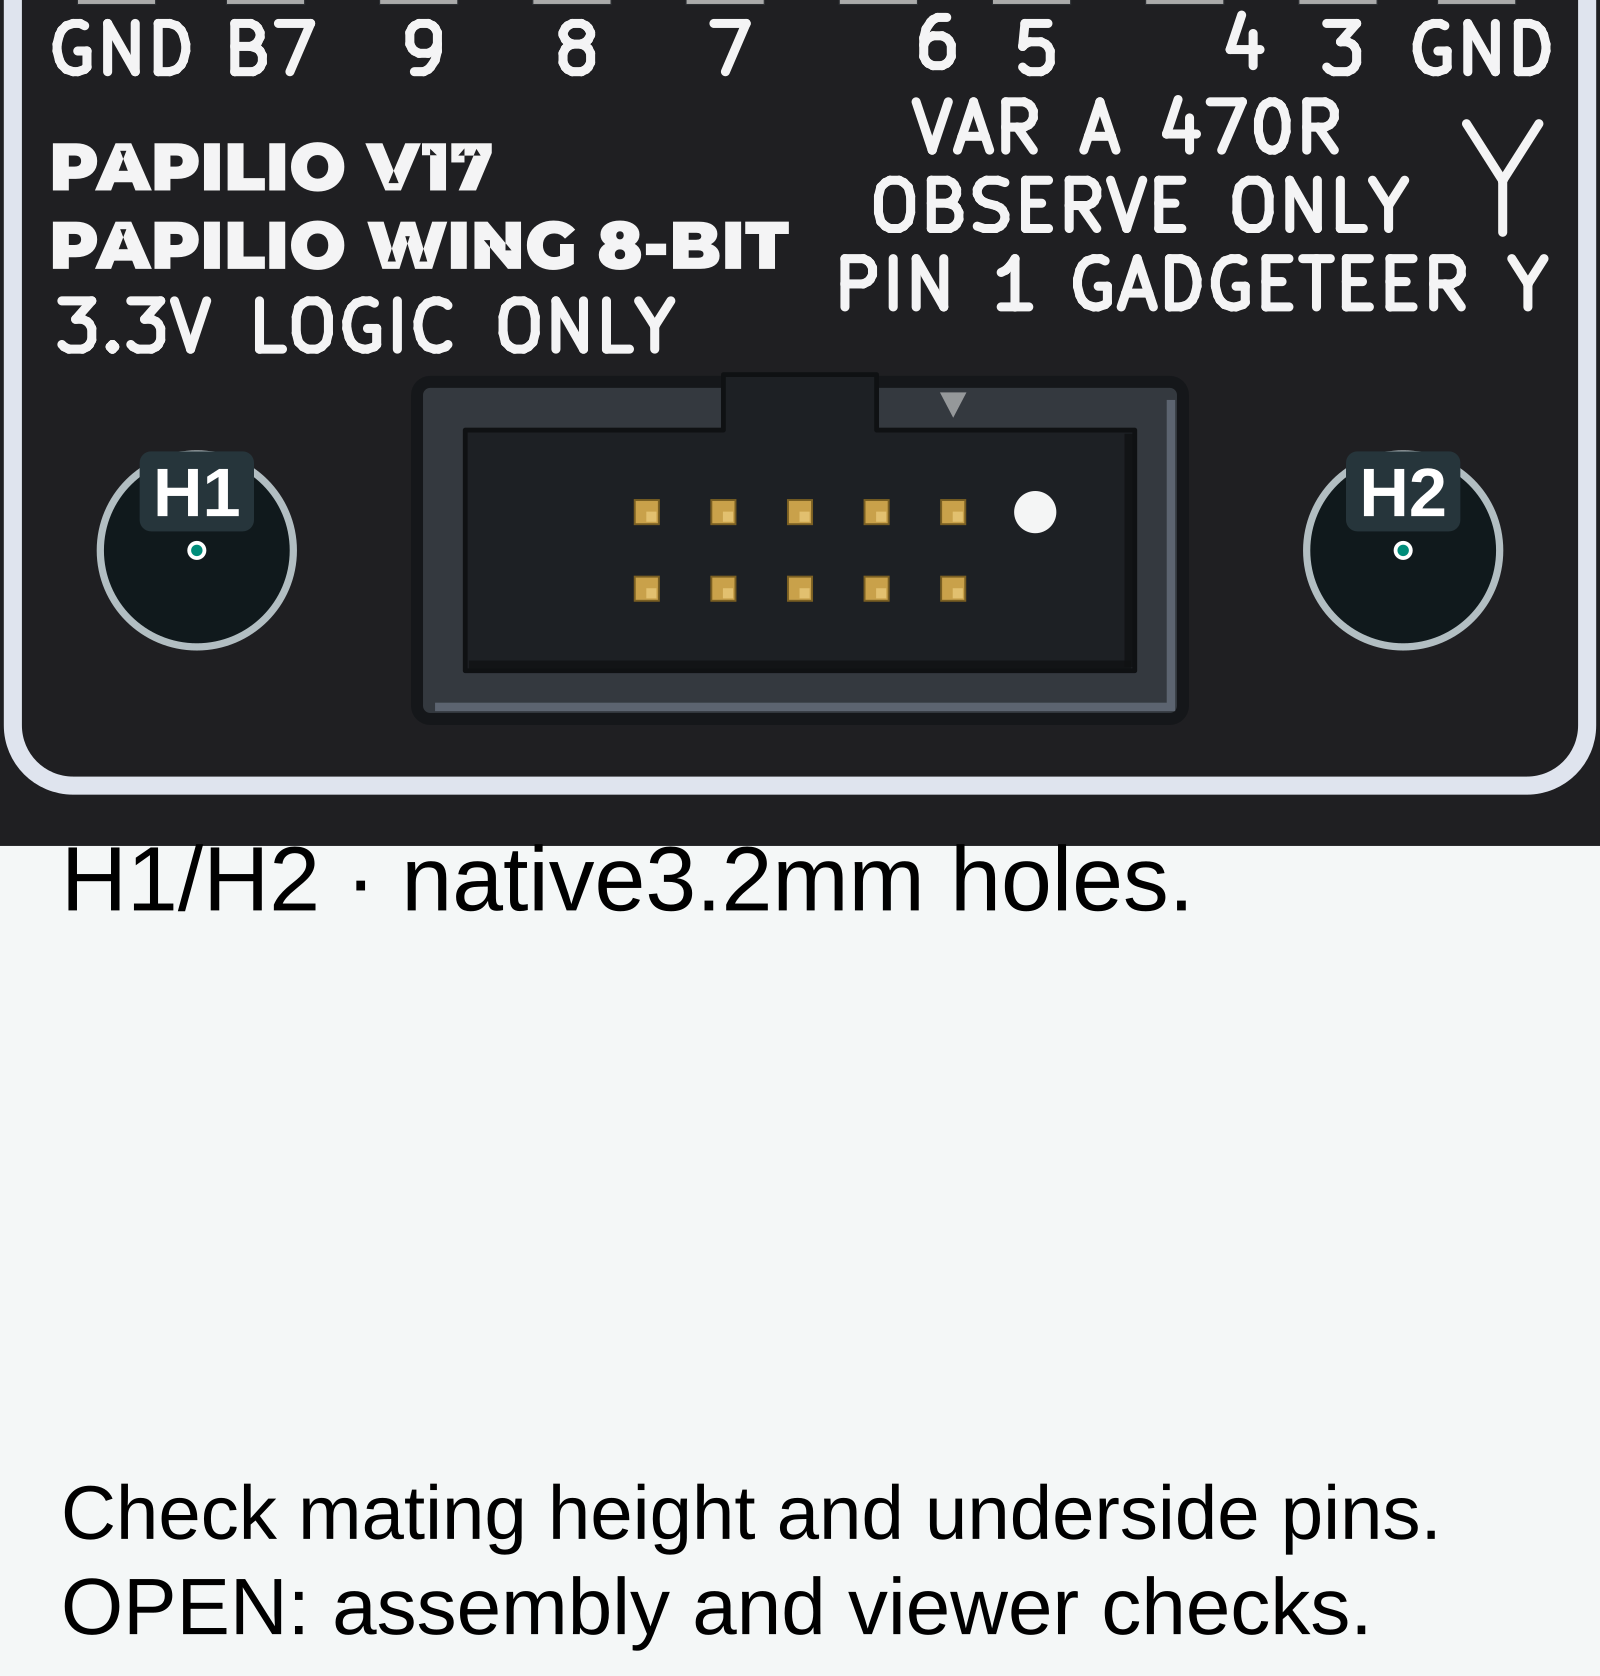 GND B7 9 8 7 6 5 4 3 GND
VAR A 470R
PAPILIO V17
Y
OBSERVE ONLY
PAPILIO WING 8-BIT
PIN 1 GADGETEER Y
3.3V LOGIC ONLY
H1
H2
H1/H2 · native3.2mm holes.
Check mating height and underside pins.
OPEN: assembly and viewer checks.